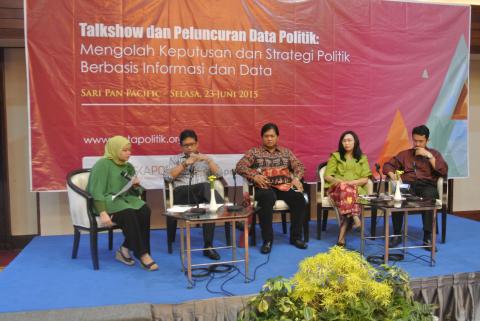 Talkshow dan Peluncuran Data Politik:
Mengolah Keputusan dan Strategi Politik
Berbasis Informasi dan Data
Sari Pan Pacific - Selasa, 23-Juni 2015